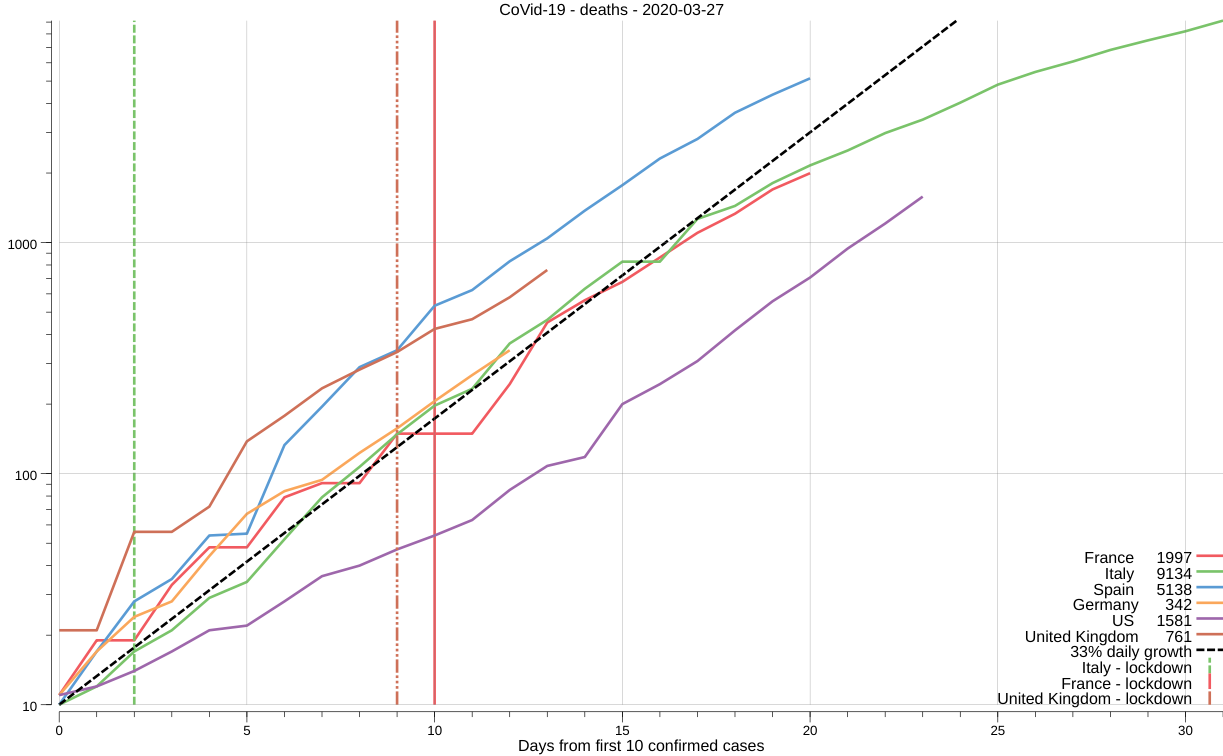 CoVid-19 - deaths - 2020-03-27
1000
100
10
France 1997
Italy 9134
Spain 5138
Germany 342
US 1581
United Kingdom 761
33% daily growth
Italy - lockdown
France - lockdown
United Kingdom - lockdown
0 5 10 15 20 25 30
Days from first 10 confirmed cases